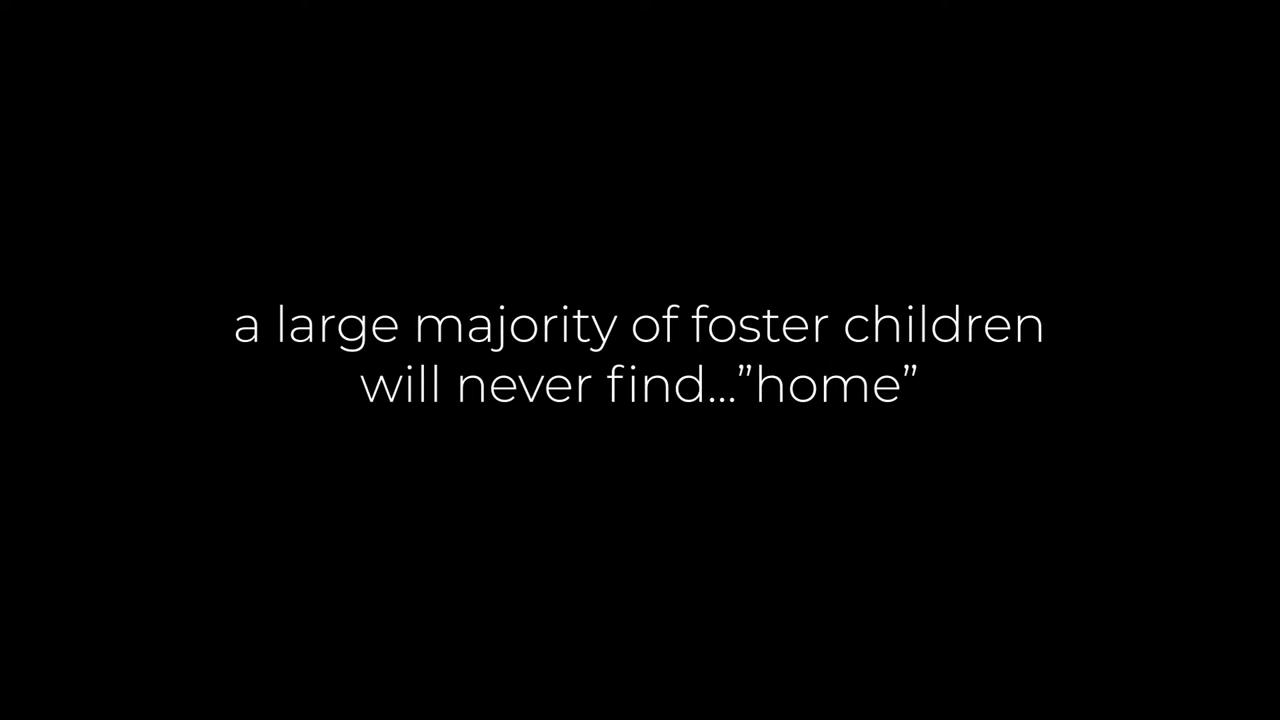 a large majority of foster children
will never find...”home”